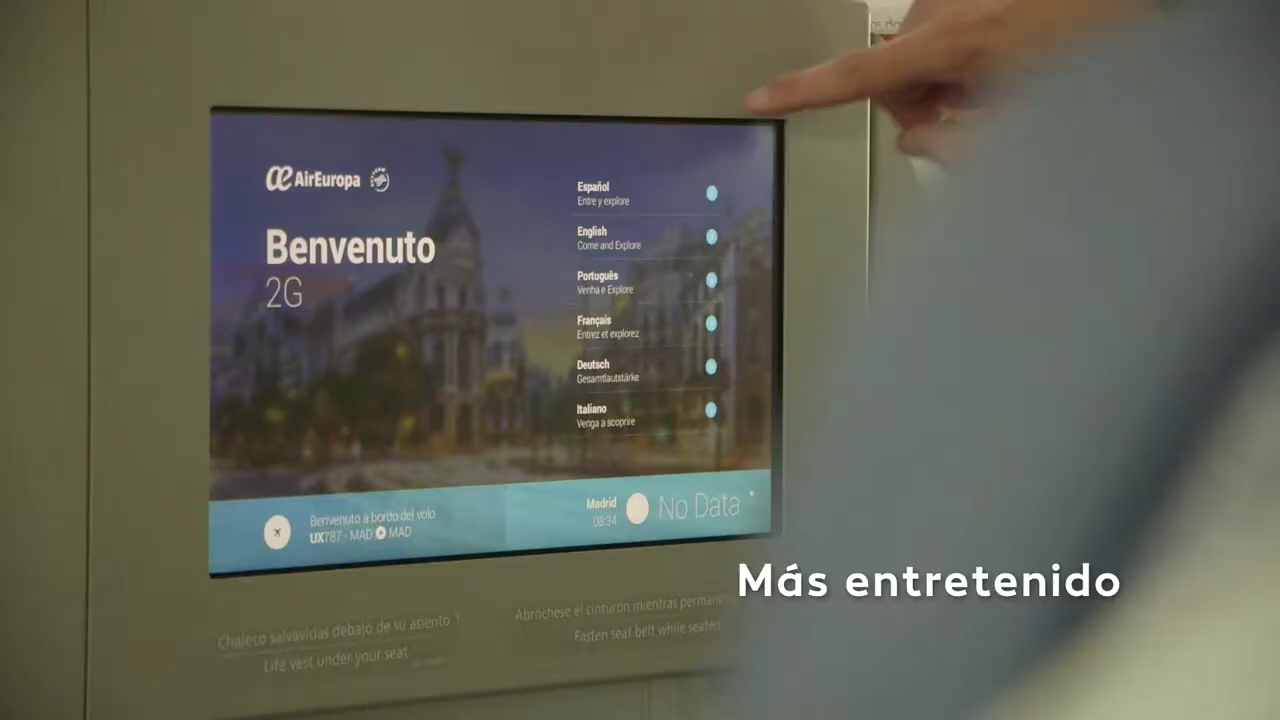 AirEuropa
Benvenuto
2G
Español
Entre y explore
English
Come and Explore
Português
Venha e Explore
Français
Entrez et explorez
Deutsch
Gesamtlautstärke
Italiano
Venga a scoprire
Benvenuto a bordo del volo
UX787 - MAD MAD
Madrid
08:34
No Data
Más entretenido
Chaleco salvavidas debajo de su asiento
Life vest under your seat
Abróchese el cinturón mientras
Fasten seat belt while seated